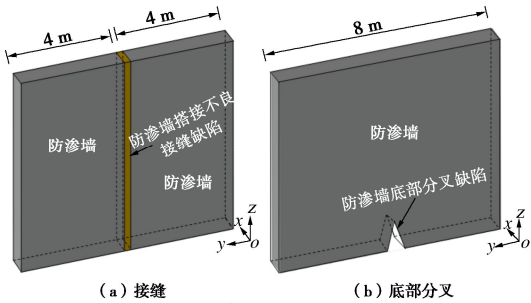 4 m
4 m
防渗墙
防渗墙搭接不良
接缝缺陷
防渗墙
z
x
y
o
(a) 接缝
8 m
防渗墙
防渗墙底部分叉缺陷
z
x
y
o
(b) 底部分叉